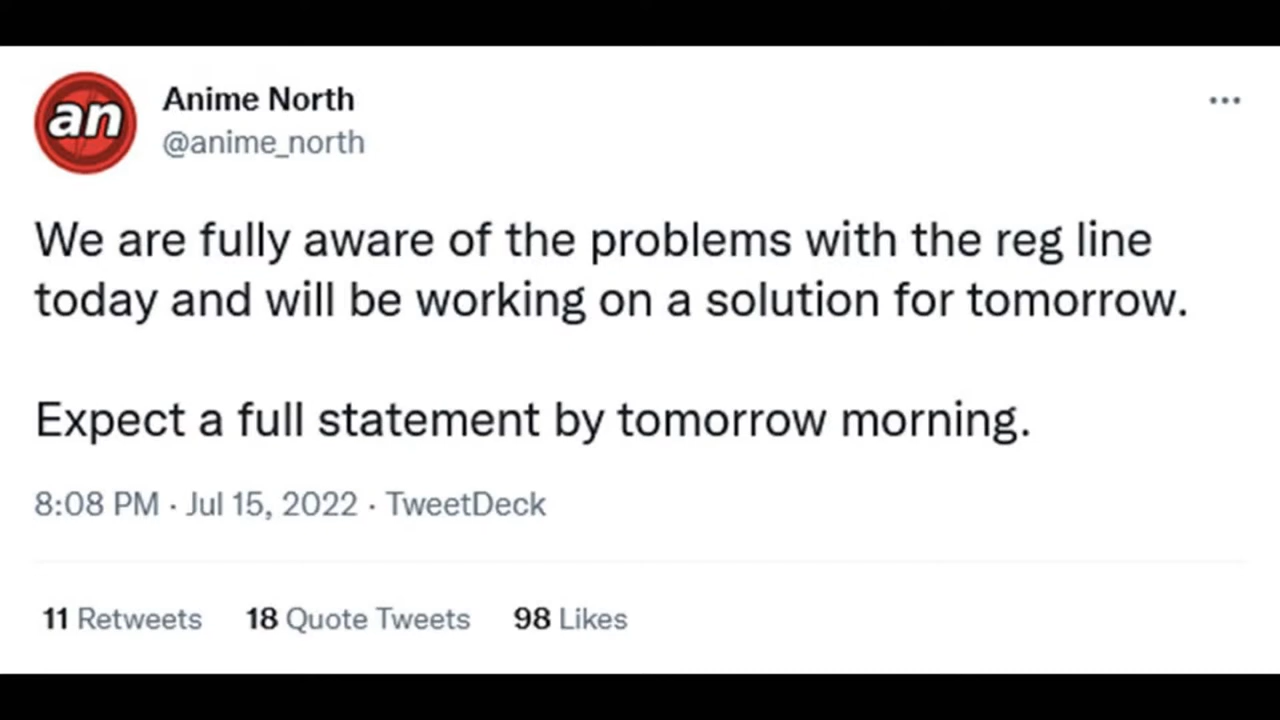 an
Anime North
@anime_north
We are fully aware of the problems with the reg line
today and will be working on a solution for tomorrow.
Expect a full statement by tomorrow morning.
8:08 PM · Jul 15, 2022 · TweetDeck
11 Retweets 18 Quote Tweets 98 Likes